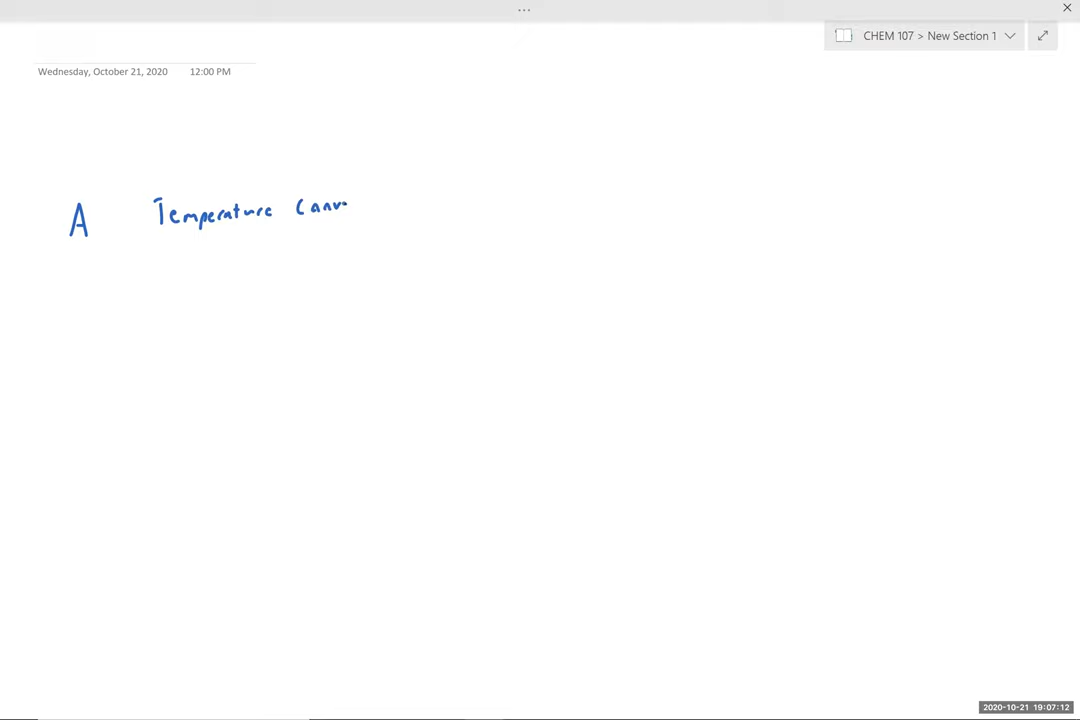 ...
CHEM 107 > New Section 1
Wednesday, October 21, 2020 12:00 PM
A Temperature Canv
2020-10-21 19:07:12